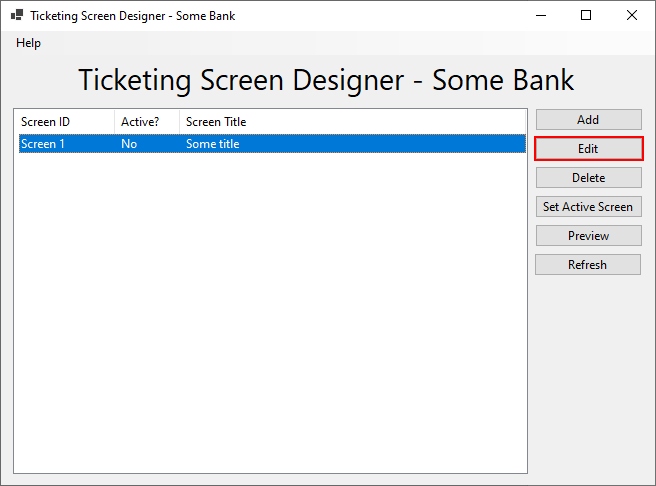 Ticketing Screen Designer - Some Bank
Help
Ticketing Screen Designer - Some Bank
Screen ID Active? Screen Title
Screen 1 No Some title
Add
Edit
Delete
Set Active Screen
Preview
Refresh